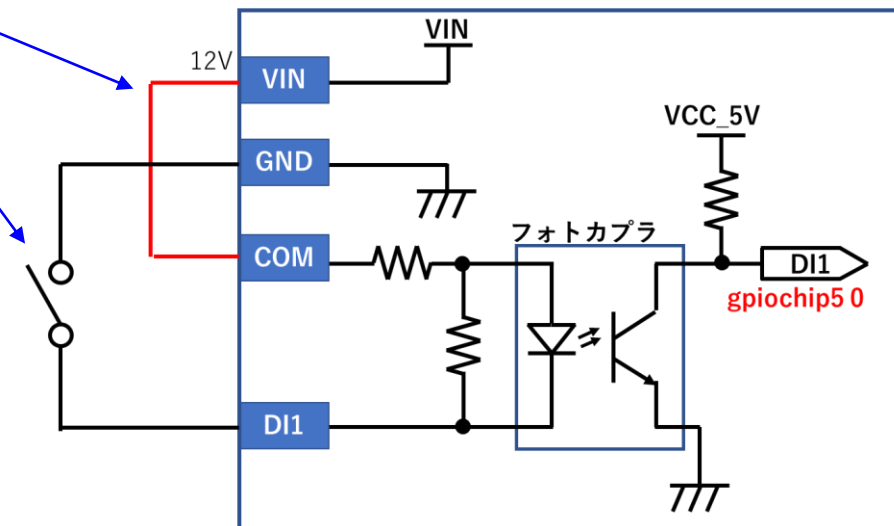 VIN
12V
VIN
VCC_5V
GND
フォトカプラ
COM
DI1
gpiochip5 0
DI1